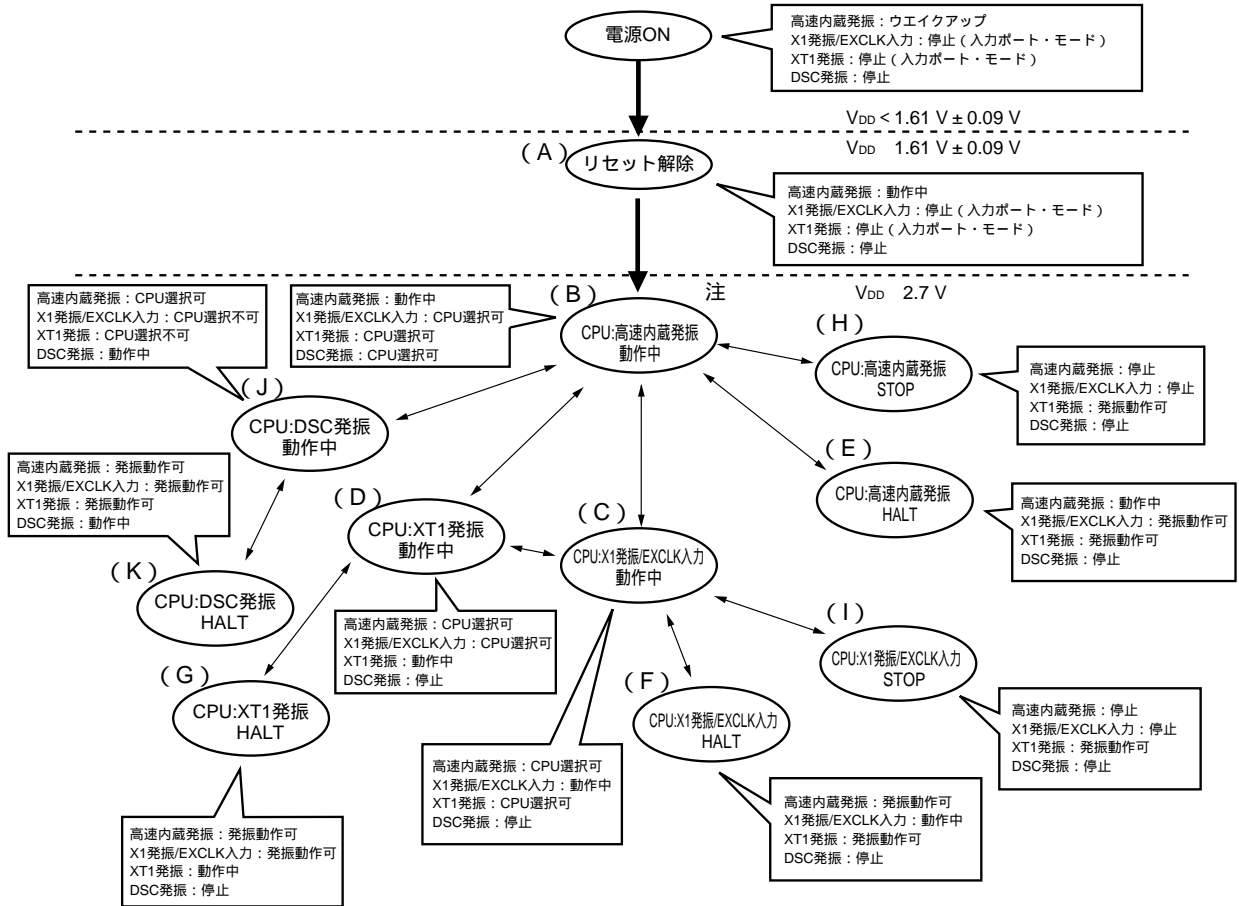 電源ON
高速内蔵発振：ウエイクアップ
X1発振/EXCLK入力：停止（入力ポート・モード）
XT1発振：停止（入力ポート・モード）
DSC発振：停止
VDD < 1.61 V ± 0.09 V
VDD 1.61 V ± 0.09 V
（A）
リセット解除
高速内蔵発振：動作中
X1発振/EXCLK入力：停止（入力ポート・モード）
XT1発振：停止（入力ポート・モード）
DSC発振：停止
注
VDD 2.7 V
（B）
CPU:高速内蔵発振
動作中
高速内蔵発振：動作中
X1発振/EXCLK入力：CPU選択可
XT1発振：CPU選択可
DSC発振：CPU選択可
高速内蔵発振：CPU選択可
X1発振/EXCLK入力：CPU選択不可
XT1発振：CPU選択不可
DSC発振：動作中
（J）
CPU:DSC発振
動作中
（H）
CPU:高速内蔵発振
STOP
高速内蔵発振：停止
X1発振/EXCLK入力：停止
XT1発振：発振動作可
DSC発振：停止
（E）
CPU:高速内蔵発振
HALT
高速内蔵発振：動作中
X1発振/EXCLK入力：発振動作可
XT1発振：発振動作可
DSC発振：停止
高速内蔵発振：発振動作可
X1発振/EXCLK入力：発振動作可
XT1発振：発振動作可
DSC発振：動作中
（K）
CPU:DSC発振
HALT
（D）
CPU:XT1発振
動作中
高速内蔵発振：CPU選択可
X1発振/EXCLK入力：CPU選択可
XT1発振：動作中
DSC発振：停止
（C）
CPU:X1発振/EXCLK入力
動作中
高速内蔵発振：CPU選択可
X1発振/EXCLK入力：動作中
XT1発振：CPU選択可
DSC発振：停止
（I）
CPU:X1発振/EXCLK入力
STOP
高速内蔵発振：停止
X1発振/EXCLK入力：停止
XT1発振：発振動作可
DSC発振：停止
（G）
CPU:XT1発振
HALT
高速内蔵発振：発振動作可
X1発振/EXCLK入力：発振動作可
XT1発振：動作中
DSC発振：停止
（F）
CPU:X1発振/EXCLK入力
HALT
高速内蔵発振：発振動作可
X1発振/EXCLK入力：動作中
XT1発振：発振動作可
DSC発振：停止